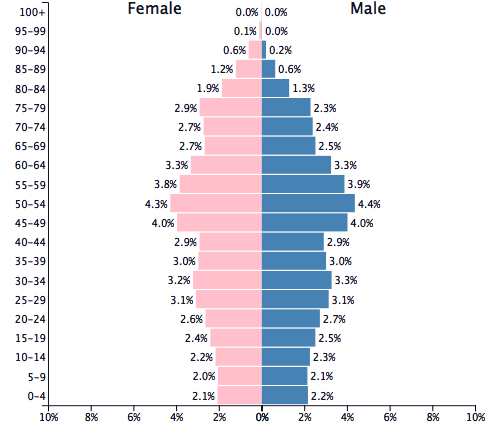 Female Male
100+ 0.0% 0.0%
95-99 0.1% 0.0%
90-94 0.6% 0.2%
85-89 1.2% 0.6%
80-84 1.9% 1.3%
75-79 2.9% 2.3%
70-74 2.7% 2.4%
65-69 2.7% 2.5%
60-64 3.3% 3.3%
55-59 3.8% 3.9%
50-54 4.3% 4.4%
45-49 4.0% 4.0%
40-44 2.9% 2.9%
35-39 3.0% 3.0%
30-34 3.2% 3.3%
25-29 3.1% 3.1%
20-24 2.6% 2.7%
15-19 2.4% 2.5%
10-14 2.2% 2.3%
5-9 2.0% 2.1%
0-4 2.1% 2.2%
10% 8% 6% 4% 2% 0% 2% 4% 6% 8% 10%